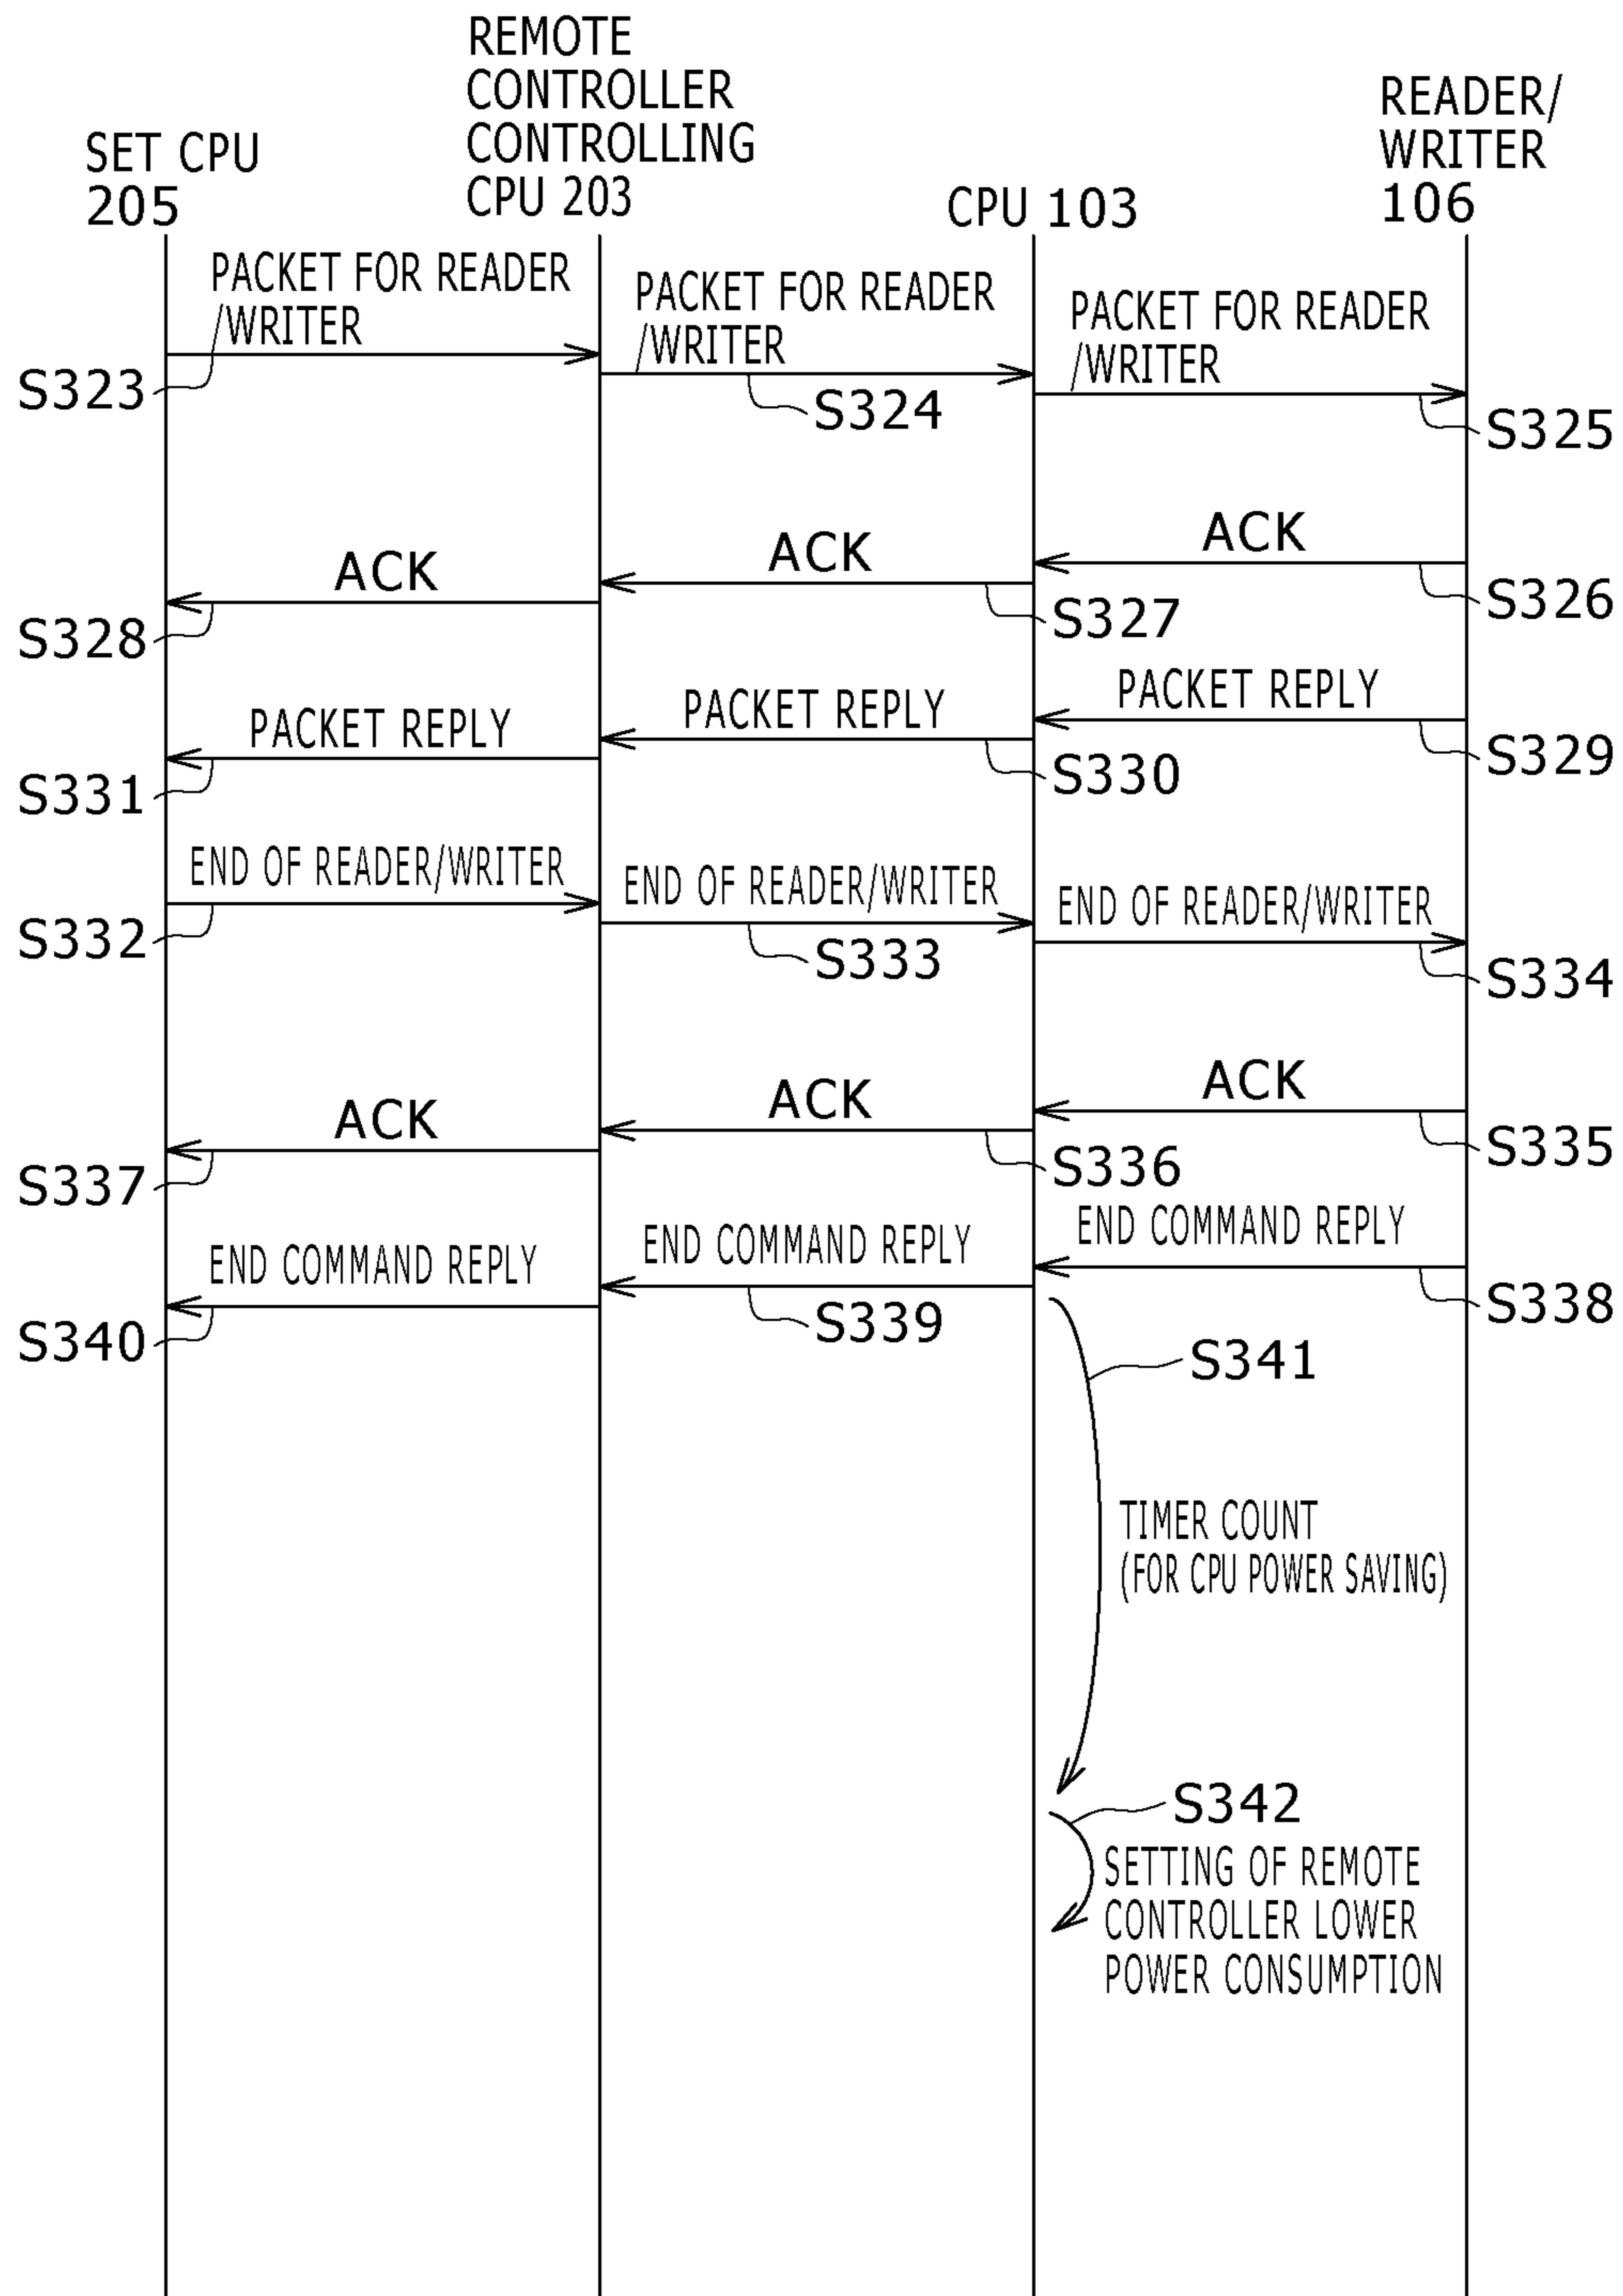 REMOTE
CONTROLLER
CONTROLLING
CPU 203
READER/
WRITER
106
SET CPU
205
CPU 103
PACKET FOR READER
/WRITER
S323
PACKET FOR READER
/WRITER
S324
PACKET FOR READER
/WRITER
S325
ACK
S326
ACK
S327
ACK
S328
PACKET REPLY
S329
PACKET REPLY
S330
PACKET REPLY
S331
END OF READER/WRITER
S332
END OF READER/WRITER
S333
END OF READER/WRITER
S334
ACK
S335
ACK
S336
ACK
S337
END COMMAND REPLY
S338
END COMMAND REPLY
S339
END COMMAND REPLY
S340
S341
TIMER COUNT
(FOR CPU POWER SAVING)
S342
SETTING OF REMOTE
CONTROLLER LOWER
POWER CONSUMPTION